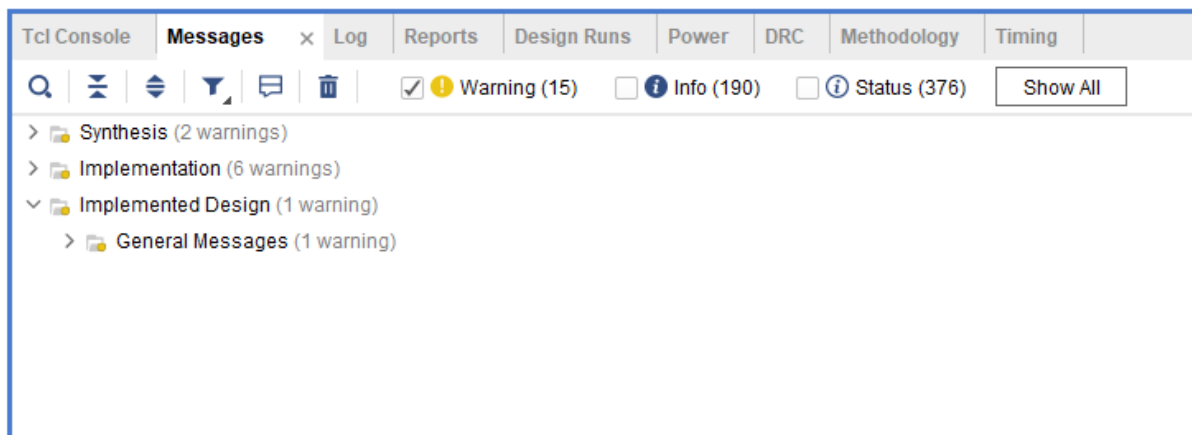 Tcl Console Messages Log Reports Design Runs Power DRC Methodology Timing
Warning (15) Info (190) Status (376) Show All
Synthesis (2 warnings)
Implementation (6 warnings)
Implemented Design (1 warning)
General Messages (1 warning)